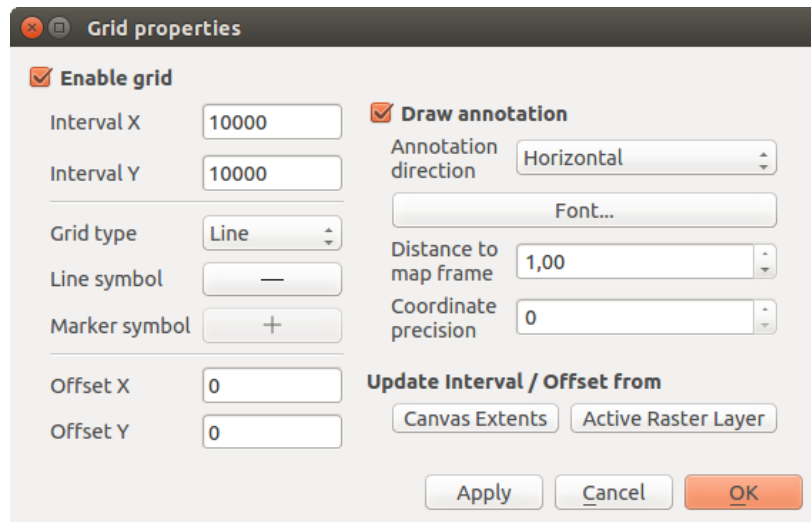 Grid properties
Enable grid
Interval X
10000
Interval Y
10000
Grid type
Line
Line symbol
Marker symbol
Offset X
0
Offset Y
0
Draw annotation
Annotation
direction
Horizontal
Font...
Distance to
map frame
1,00
Coordinate
precision
0
Update Interval / Offset from
Canvas Extents
Active Raster Layer
Apply
Cancel
OK